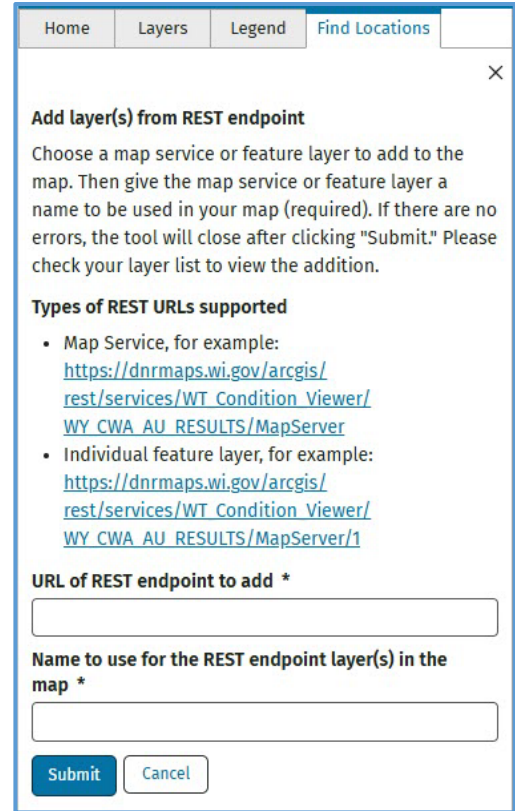 Home Layers Legend Find Locations
×
Add layer(s) from REST endpoint
Choose a map service or feature layer to add to the
map. Then give the map service or feature layer a
name to be used in your map (required). If there are no
errors, the tool will close after clicking "Submit." Please
check your layer list to view the addition.
Types of REST URLs supported
• Map Service, for example:
https://dnrmaps.wi.gov/arcgis/
rest/services/WT_Condition_Viewer/
WY_CWA_AU_RESULTS/MapServer
• Individual feature layer, for example:
https://dnrmaps.wi.gov/arcgis/
rest/services/WT_Condition_Viewer/
WY_CWA_AU_RESULTS/MapServer/1
URL of REST endpoint to add *
Name to use for the REST endpoint layer(s) in the
map *
Submit Cancel